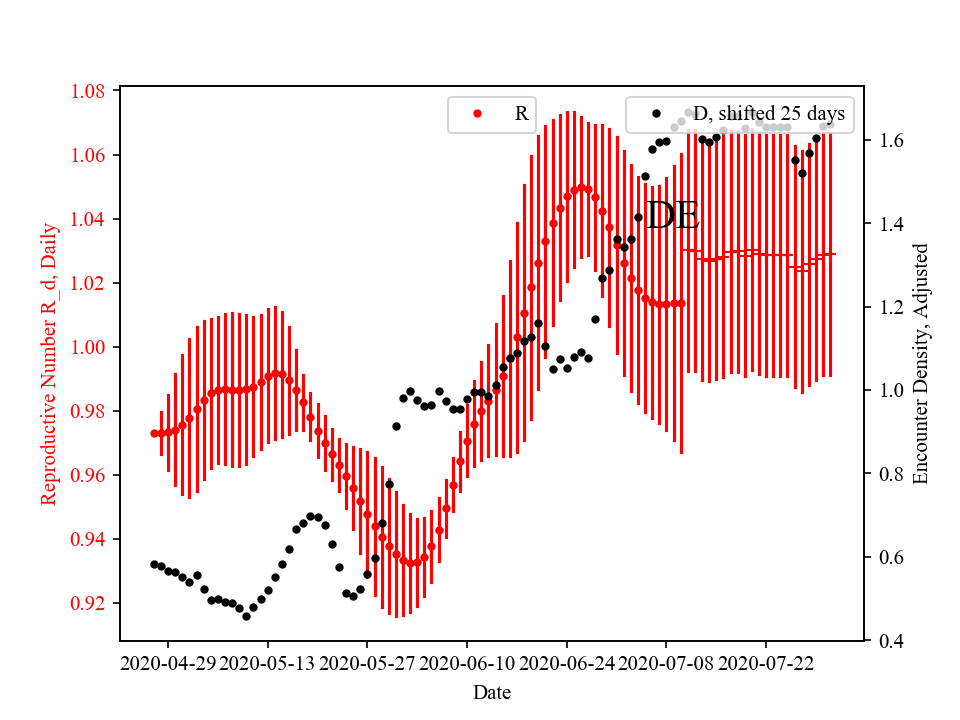 R
D, shifted 25 days
DE
1.08
1.06
1.04
1.02
1.00
0.98
0.96
0.94
0.92
Reproductive Number R_d, Daily
1.6
1.4
1.2
1.0
0.8
0.6
0.4
Encounter Density, Adjusted
2020-04-29 2020-05-13 2020-05-27 2020-06-10 2020-06-24 2020-07-08 2020-07-22
Date